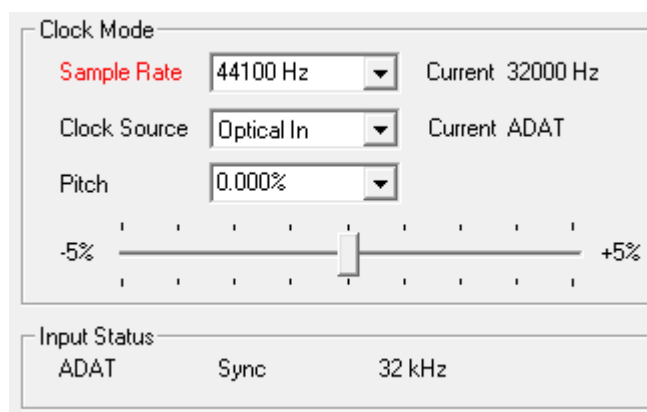 Clock Mode
Sample Rate 44100 Hz Current 32000 Hz
Clock Source Optical In Current ADAT
Pitch 0.000%
-5% +5%
Input Status
ADAT Sync 32 kHz